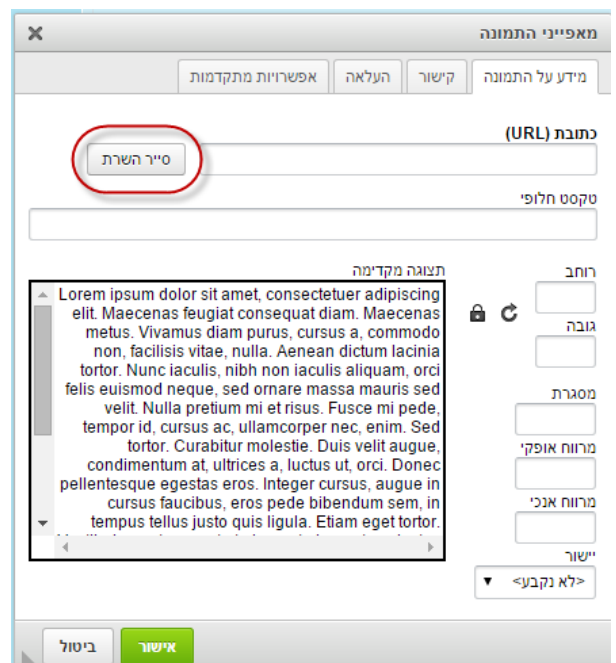 מאפייני התמונה
מידע על התמונה
קישור
העלאה
אפשרויות מתקדמות
כתובת (URL)
סייר השרת
טקסט חלופי
רוחב
גובה
מסגרת
מרווח אופקי
מרווח אנכי
יישור
<לא נקבע>
תצוגה מקדימה
Lorem ipsum dolor sit amet, consectetuer adipiscing
elit. Maecenas feugiat consequat diam. Maecenas
metus. Vivamus diam purus, cursus a, commodo
non, facilisis vitae, nulla. Aenean dictum lacinia
tortor. Nunc iaculis, nibh non iaculis aliquam, orci
felis euismod neque, sed ornare massa mauris sed
velit. Nulla pretium mi et risus. Fusce mi pede,
tempor id, cursus ac, ullamcorper nec, enim. Sed
tortor. Curabitur molestie. Duis velit augue,
condimentum at, ultrices a, luctus ut, orci. Donec
pellentesque egestas eros. Integer cursus, augue in
cursus faucibus, eros pede bibendum sem, in
tempus tellus justo quis ligula. Etiam eget tortor.
אישור
ביטול